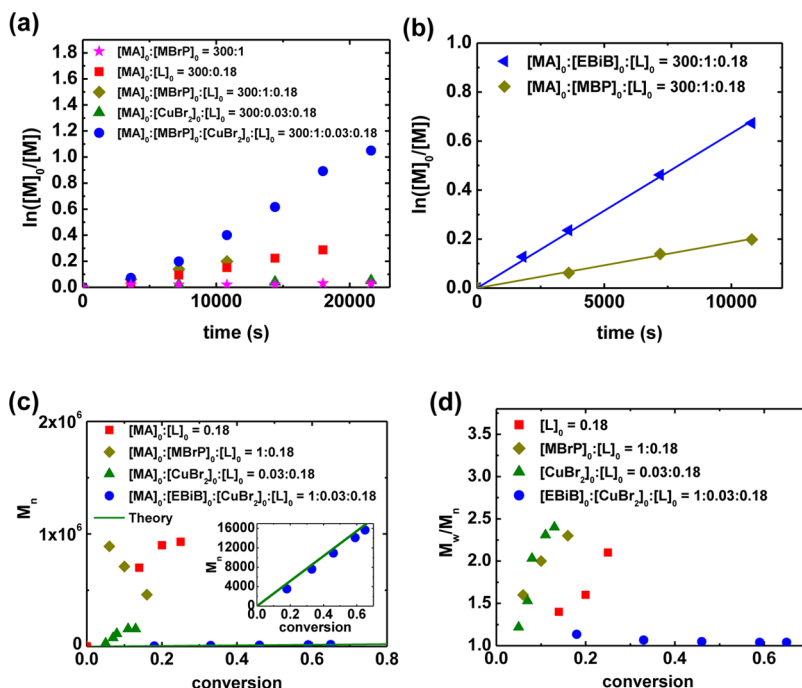 (a)
[MA]₀:[MBrP]₀ = 300:1
[MA]₀:[L]₀ = 300:0.18
[MA]₀:[MBrP]₀:[L]₀ = 300:1:0.18
[MA]₀:[CuBr₂]₀:[L]₀ = 300:0.03:0.18
[MA]₀:[MBrP]₀:[CuBr₂]₀:[L]₀ = 300:1:0.03:0.18
ln([M]₀/[M])
1.8
1.6
1.4
1.2
1.0
0.8
0.6
0.4
0.2
0.0
0
10000
20000
time (s)
(b)
[MA]₀:[EBiB]₀:[L]₀ = 300:1:0.18
[MA]₀:[MBP]₀:[L]₀ = 300:1:0.18
ln([M]₀/[M])
1.0
0.8
0.6
0.4
0.2
0.0
0
5000
10000
time (s)
(c)
[MA]₀:[L]₀ = 0.18
[MA]₀:[MBrP]₀:[L]₀ = 1:0.18
[MA]₀:[CuBr₂]₀:[L]₀ = 0.03:0.18
[MA]₀:[EBiB]₀:[CuBr₂]₀:[L]₀ = 1:0.03:0.18
Theory
Mₙ
2x10⁶
1x10⁶
0
0.0
0.2
0.4
0.6
0.8
conversion
Mₙ
16000
12000
8000
4000
0
0.0
0.2
0.4
0.6
conversion
(d)
[L]₀ = 0.18
[MBrP]₀:[L]₀ = 1:0.18
[CuBr₂]₀:[L]₀ = 0.03:0.18
[EBiB]₀:[CuBr₂]₀:[L]₀ = 1:0.03:0.18
M_w/Mₙ
3.5
3.0
2.5
2.0
1.5
1.0
0.0
0.2
0.4
0.6
conversion